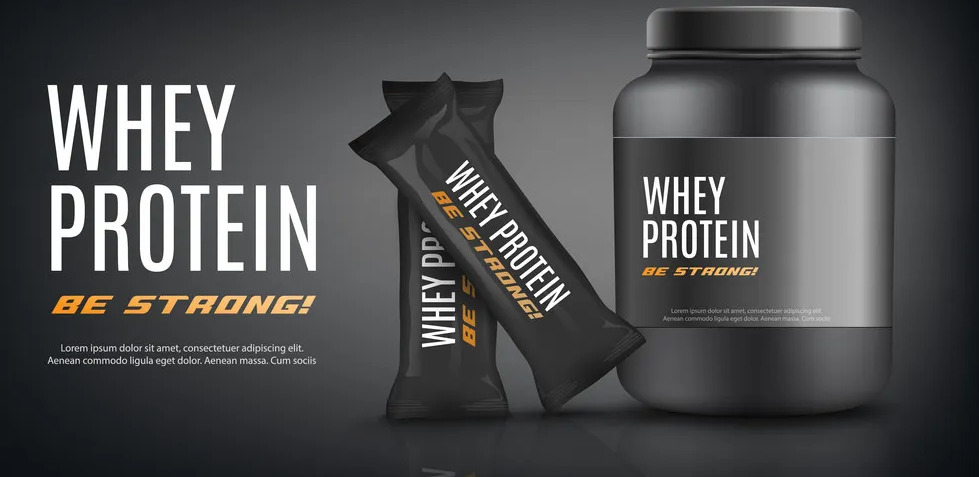 WHEY
PROTEIN
BE STRONG!
Lorem ipsum dolor sit amet, consectetuer adipiscing elit.
Aenean commodo ligula eget dolor. Aenean massa. Cum sociis
WHEY PRO
BE S
WHEY PROTEIN
BE STRONG!
WHEY
PROTEIN
BE STRONG!
Lorem ipsum dolor sit amet, consectetuer adipiscing elit.
Aenean commodo ligula eget dolor. Aenean massa. Cum sociis